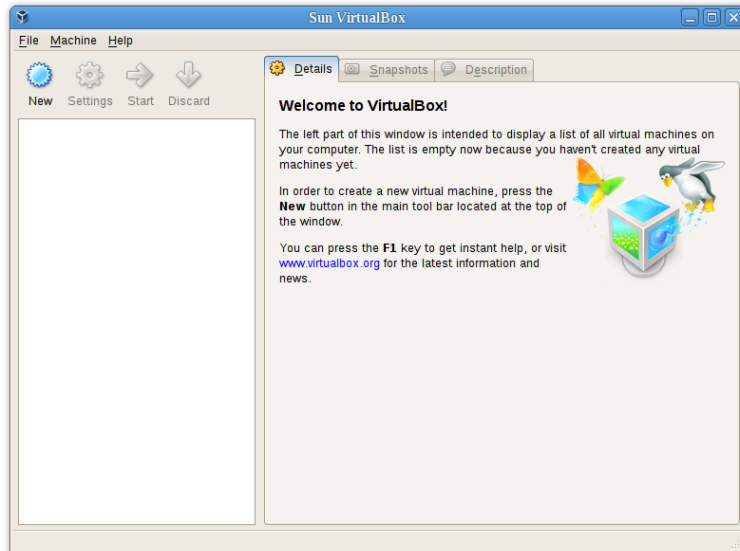 Sun VirtualBox
File Machine Help
New Settings Start Discard
Details Snapshots Description
Welcome to VirtualBox!
The left part of this window is intended to display a list of all virtual machines on
your computer. The list is empty now because you haven't created any virtual
machines yet.
In order to create a new virtual machine, press the
New button in the main tool bar located at the top of
the window.
You can press the F1 key to get instant help, or visit
www.virtualbox.org for the latest information and
news.